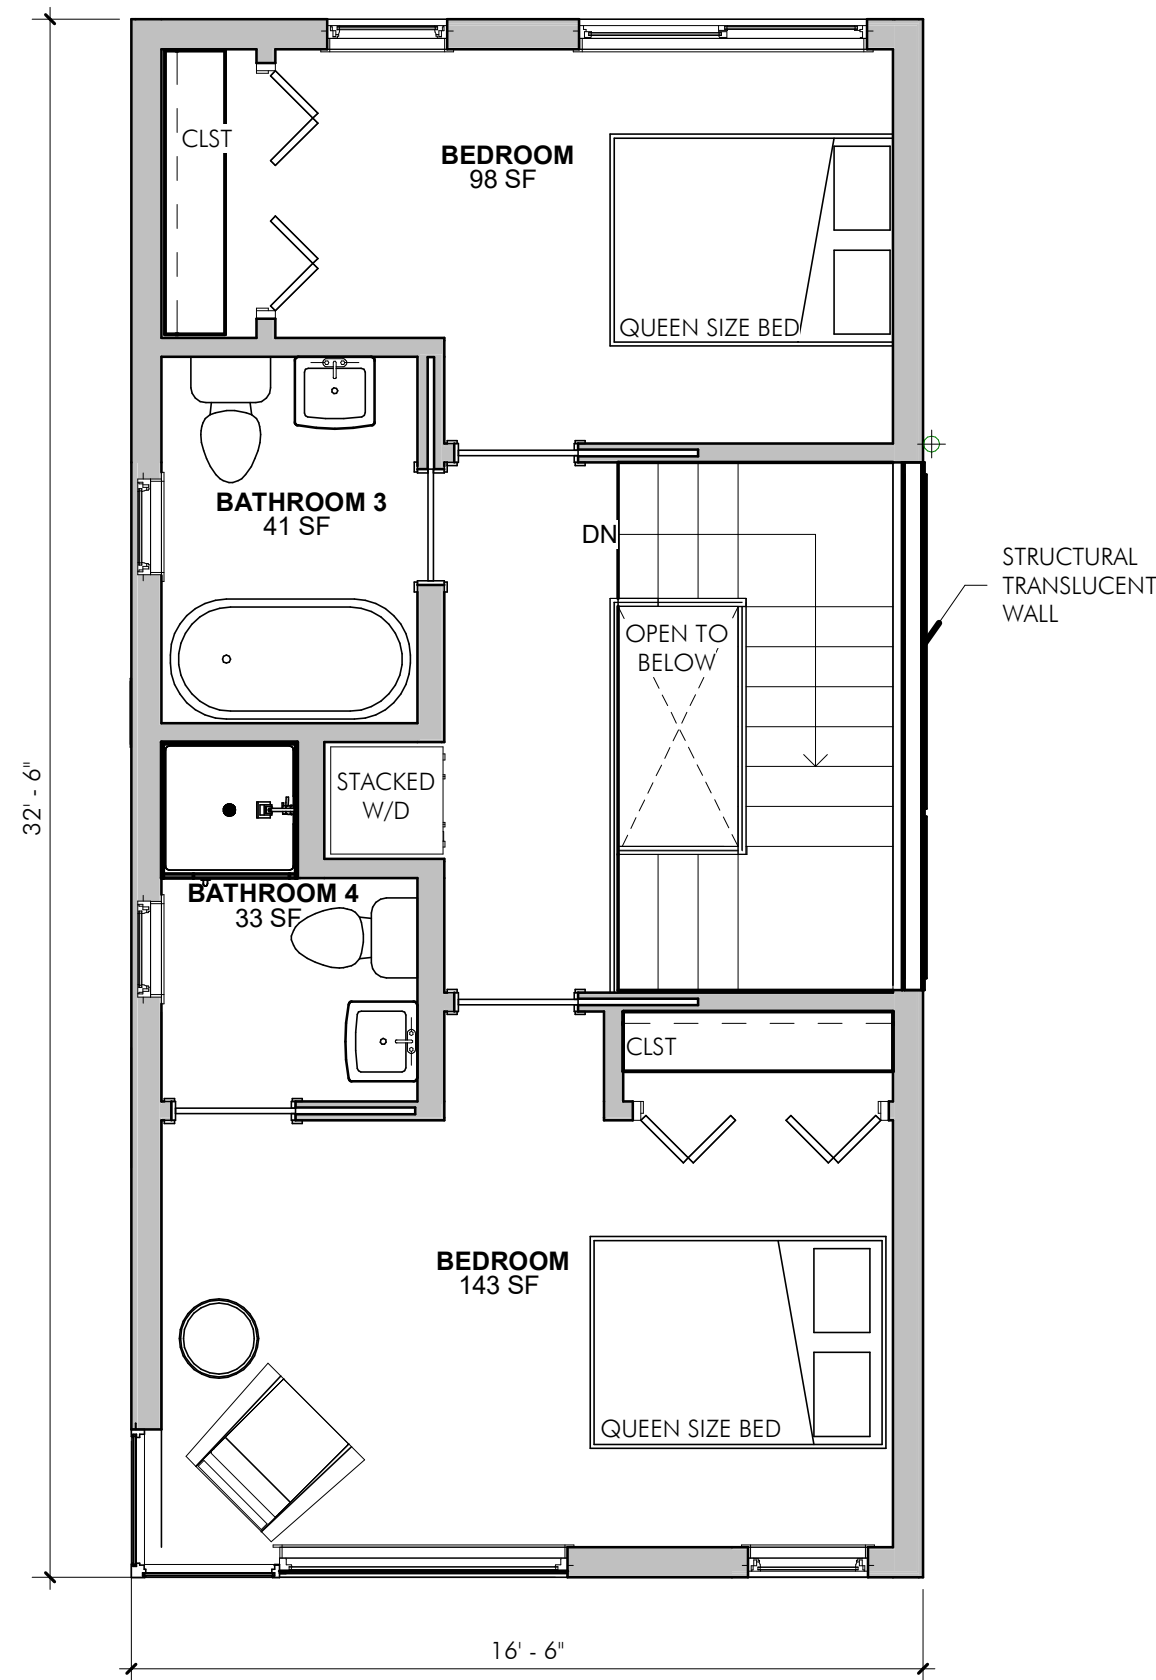 CLST
BEDROOM
98 SF
QUEEN SIZE BED
BATHROOM 3
41 SF
DN
STRUCTURAL
TRANSLUCENT
WALL
OPEN TO
BELOW
32' - 6"
STACKED
W/D
BATHROOM 4
33 SF
CLST
BEDROOM
143 SF
QUEEN SIZE BED
16' - 6"